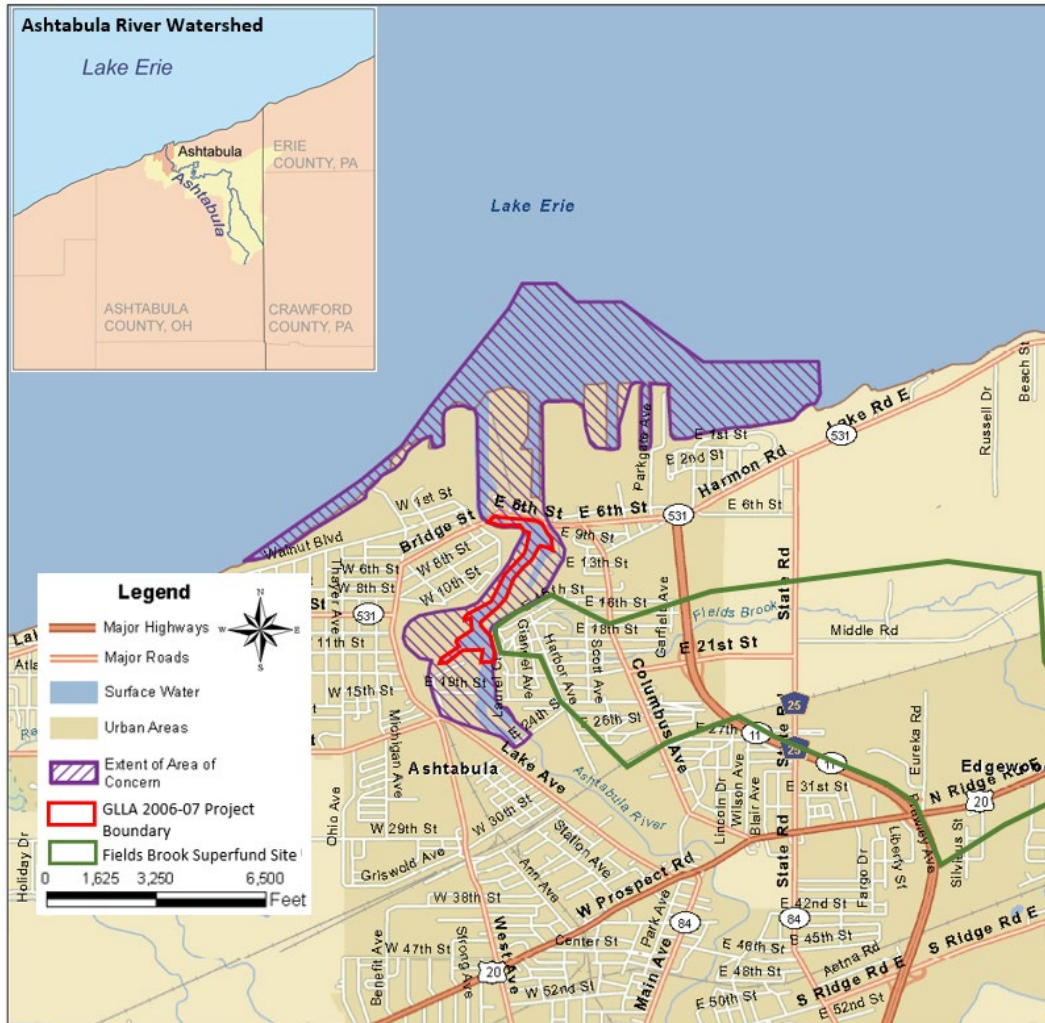 Ashtabula River Watershed
Lake Erie
Ashtabula
ERIE
COUNTY, PA
Ashtabula
ASHTABULA
COUNTY, OH
CRAWFORD
COUNTY, PA
Lake Erie
Beach St
Russell Dr
Lake Rd E
531
Harmon Rd
E 1st St
E 2nd St
Parkgate Ave
W 1st St
E 6th St
E 6th St
531
E 6th St
Bridge St
Walnut Blvd
W 6th St
W 8th St
W 8th St
W 10th St
E 9th St
E 13th St
E 16th St
E 18th St
Thayer Ave
531
11th St
W 15th St
State Rd
Garfield Ave
Fields Brook
Middle Rd
E 21st St
Harbor Ave
Scott Ave
E 19th St
E 24th St
E 26th St
Columbus Ave
E 27th St
11
25
25
11
State Rd
Eureka Rd
Edgewoo
N Ridge Rd E
20
Michigan Ave
Ashtabula
Lake Ave
Ashtabula River
Lincoln Dr
Wilson Ave
Blair Ave
E 31st St
State Rd
Fargo Dr
Liberty St
Ohio Ave
W 29th St
W 30th St
Station Ave
Griswold Ave
Ann Ave
W Prospect Rd
Holiday Dr
W 38th St
Park Ave
84
E 42nd St
84
E 45th St
E 46th St
E 48th St
E 50th St
E 52nd St
Aetna Rd
S Ridge Rd E
S Ridge Rd E
Benefit Ave
W 47th St
Strong Ave
West Ave
20
Center St
W 52nd St
Main Ave
Legend
N
W
E
S
Major Highways
Major Roads
Surface Water
Urban Areas
Extent of Area of
Concern
GLLA 2006-07 Project
Boundary
Fields Brook Superfund Site
0 1,625 3,250 6,500
Feet